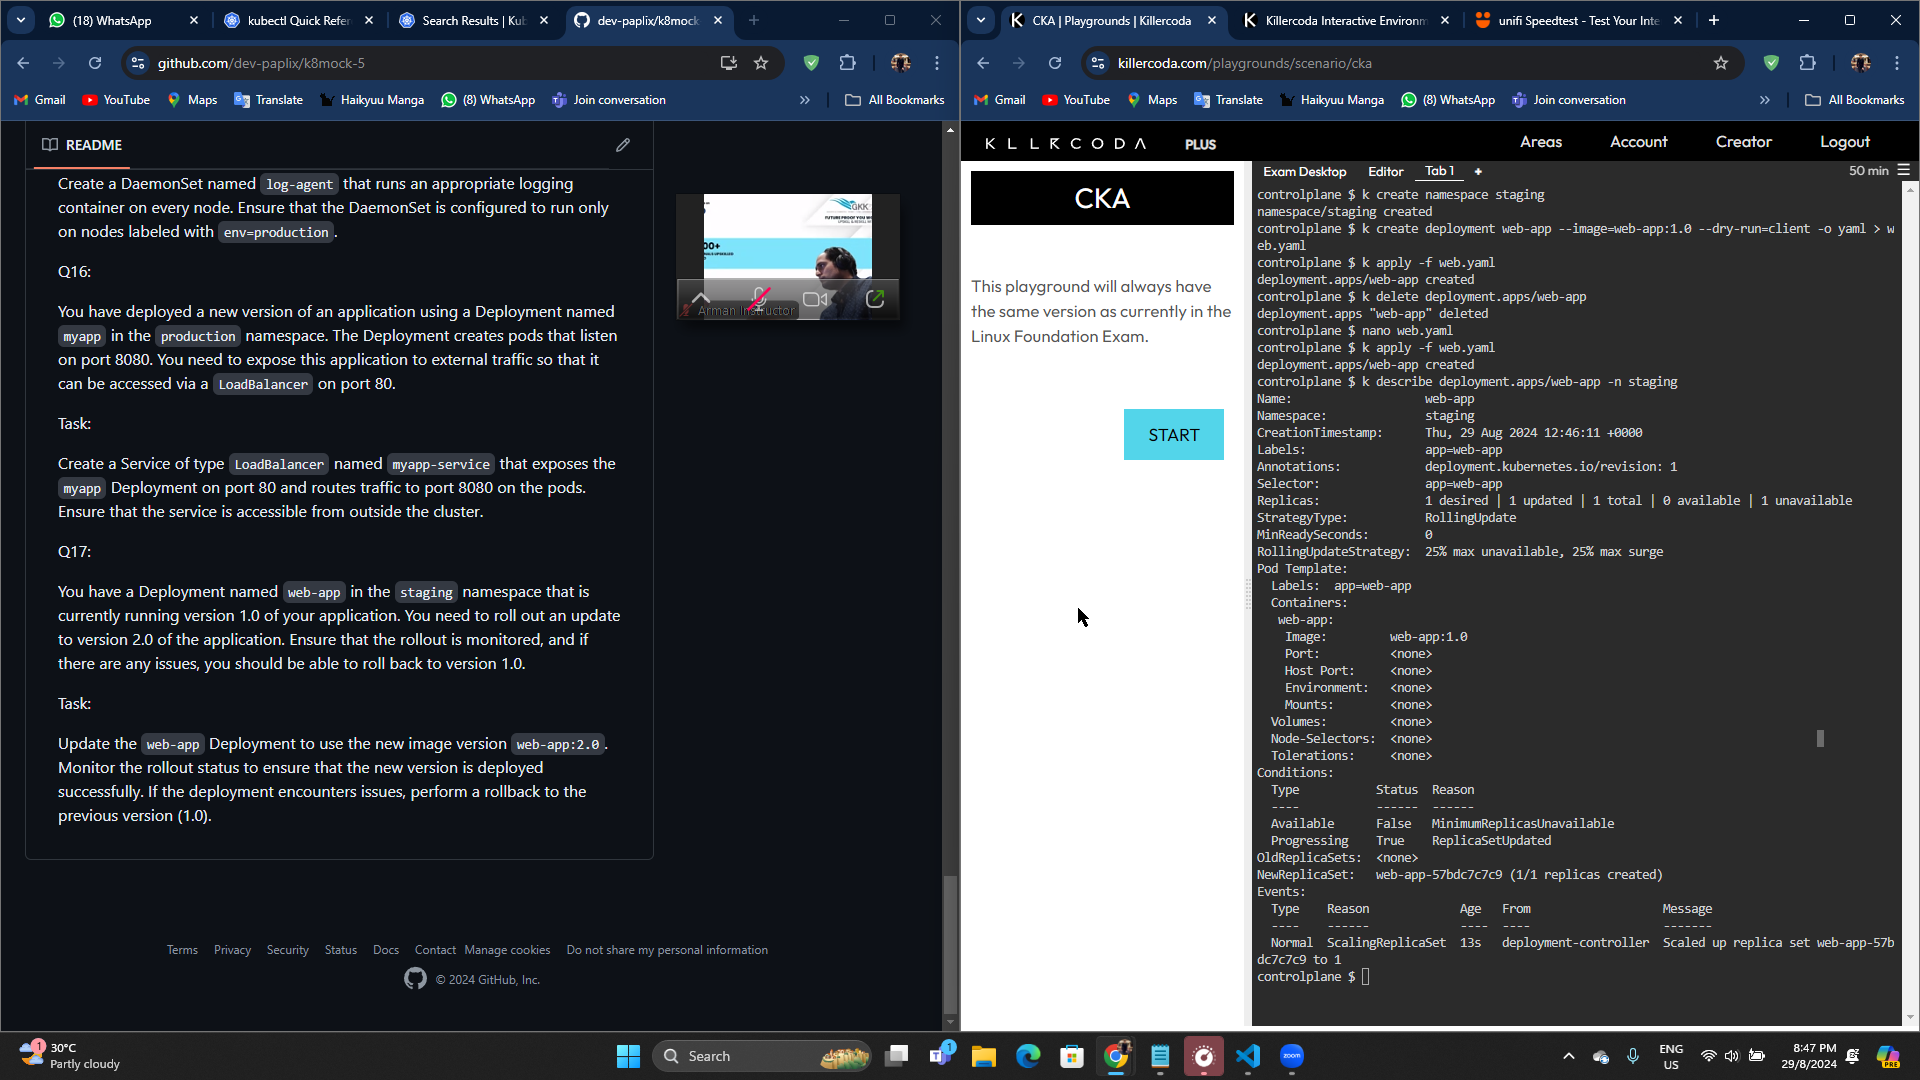 (18) WhatsApp
kubectl Quick Refer
Search Results | Kub
dev-paplix/k8mock
github.com/dev-paplix/k8mock-5
Gmail
YouTube
Maps
Translate
Haikyuu Manga
(8) WhatsApp
Join conversation
All Bookmarks
README
Create a DaemonSet named log-agent that runs an appropriate logging
container on every node. Ensure that the DaemonSet is configured to run only
on nodes labeled with env=production.
Q16:
You have deployed a new version of an application using a Deployment named
myapp in the production namespace. The Deployment creates pods that listen
on port 8080. You need to expose this application to external traffic so that it
can be accessed via a LoadBalancer on port 80.
Task:
Create a Service of type LoadBalancer named myapp-service that exposes the
myapp Deployment on port 80 and routes traffic to port 8080 on the pods.
Ensure that the service is accessible from outside the cluster.
Q17:
You have a Deployment named web-app in the staging namespace that is
currently running version 1.0 of your application. You need to roll out an update
to version 2.0 of the application. Ensure that the rollout is monitored, and if
there are any issues, you should be able to roll back to version 1.0.
Task:
Update the web-app Deployment to use the new image version web-app:2.0.
Monitor the rollout status to ensure that the new version is deployed
successfully. If the deployment encounters issues, perform a rollback to the
previous version (1.0).
GKK
FUTURE PROOF YOU
00+
Arman Instructor
Terms
Privacy
Security
Status
Docs
Contact
Manage cookies
Do not share my personal information
© 2024 GitHub, Inc.
CKA | Playgrounds | Killercoda
Killercoda Interactive Environm
unifi Speedtest - Test Your Inte
killercoda.com/playgrounds/scenario/cka
Gmail
YouTube
Maps
Translate
Haikyuu Manga
(8) WhatsApp
Join conversation
All Bookmarks
KILLERCODA
PLUS
Areas
Account
Creator
Logout
CKA
This playground will always have
the same version as currently in the
Linux Foundation Exam.
START
Exam Desktop
Editor
Tab 1
+
50 min
controlplane $ k create namespace staging
namespace/staging created
controlplane $ k create deployment web-app --image=web-app:1.0 --dry-run=client -o yaml > w
eb.yaml
controlplane $ k apply -f web.yaml
deployment.apps/web-app created
controlplane $ k delete deployment.apps/web-app
deployment.apps "web-app" deleted
controlplane $ nano web.yaml
controlplane $ k apply -f web.yaml
deployment.apps/web-app created
controlplane $ k describe deployment.apps/web-app -n staging
Name: web-app
Namespace: staging
CreationTimestamp: Thu, 29 Aug 2024 12:46:11 +0000
Labels: app=web-app
Annotations: deployment.kubernetes.io/revision: 1
Selector: app=web-app
Replicas: 1 desired | 1 updated | 1 total | 0 available | 1 unavailable
StrategyType: RollingUpdate
MinReadySeconds: 0
RollingUpdateStrategy: 25% max unavailable, 25% max surge
Pod Template:
Labels: app=web-app
Containers:
web-app:
Image: web-app:1.0
Port: <none>
Host Port: <none>
Environment: <none>
Mounts: <none>
Volumes: <none>
Node-Selectors: <none>
Tolerations: <none>
Conditions:
Type Status Reason
---- ------ ------
Available False MinimumReplicasUnavailable
Progressing True ReplicaSetUpdated
OldReplicaSets: <none>
NewReplicaSet: web-app-57bdc7c7c9 (1/1 replicas created)
Events:
Type Reason Age From Message
---- ------ ---- ---- -------
Normal ScalingReplicaSet 13s deployment-controller Scaled up replica set web-app-57b
dc7c7c9 to 1
controlplane $
1
30°C
Partly cloudy
Search
1
zoom
PRE
ENG
US
8:47 PM
29/8/2024